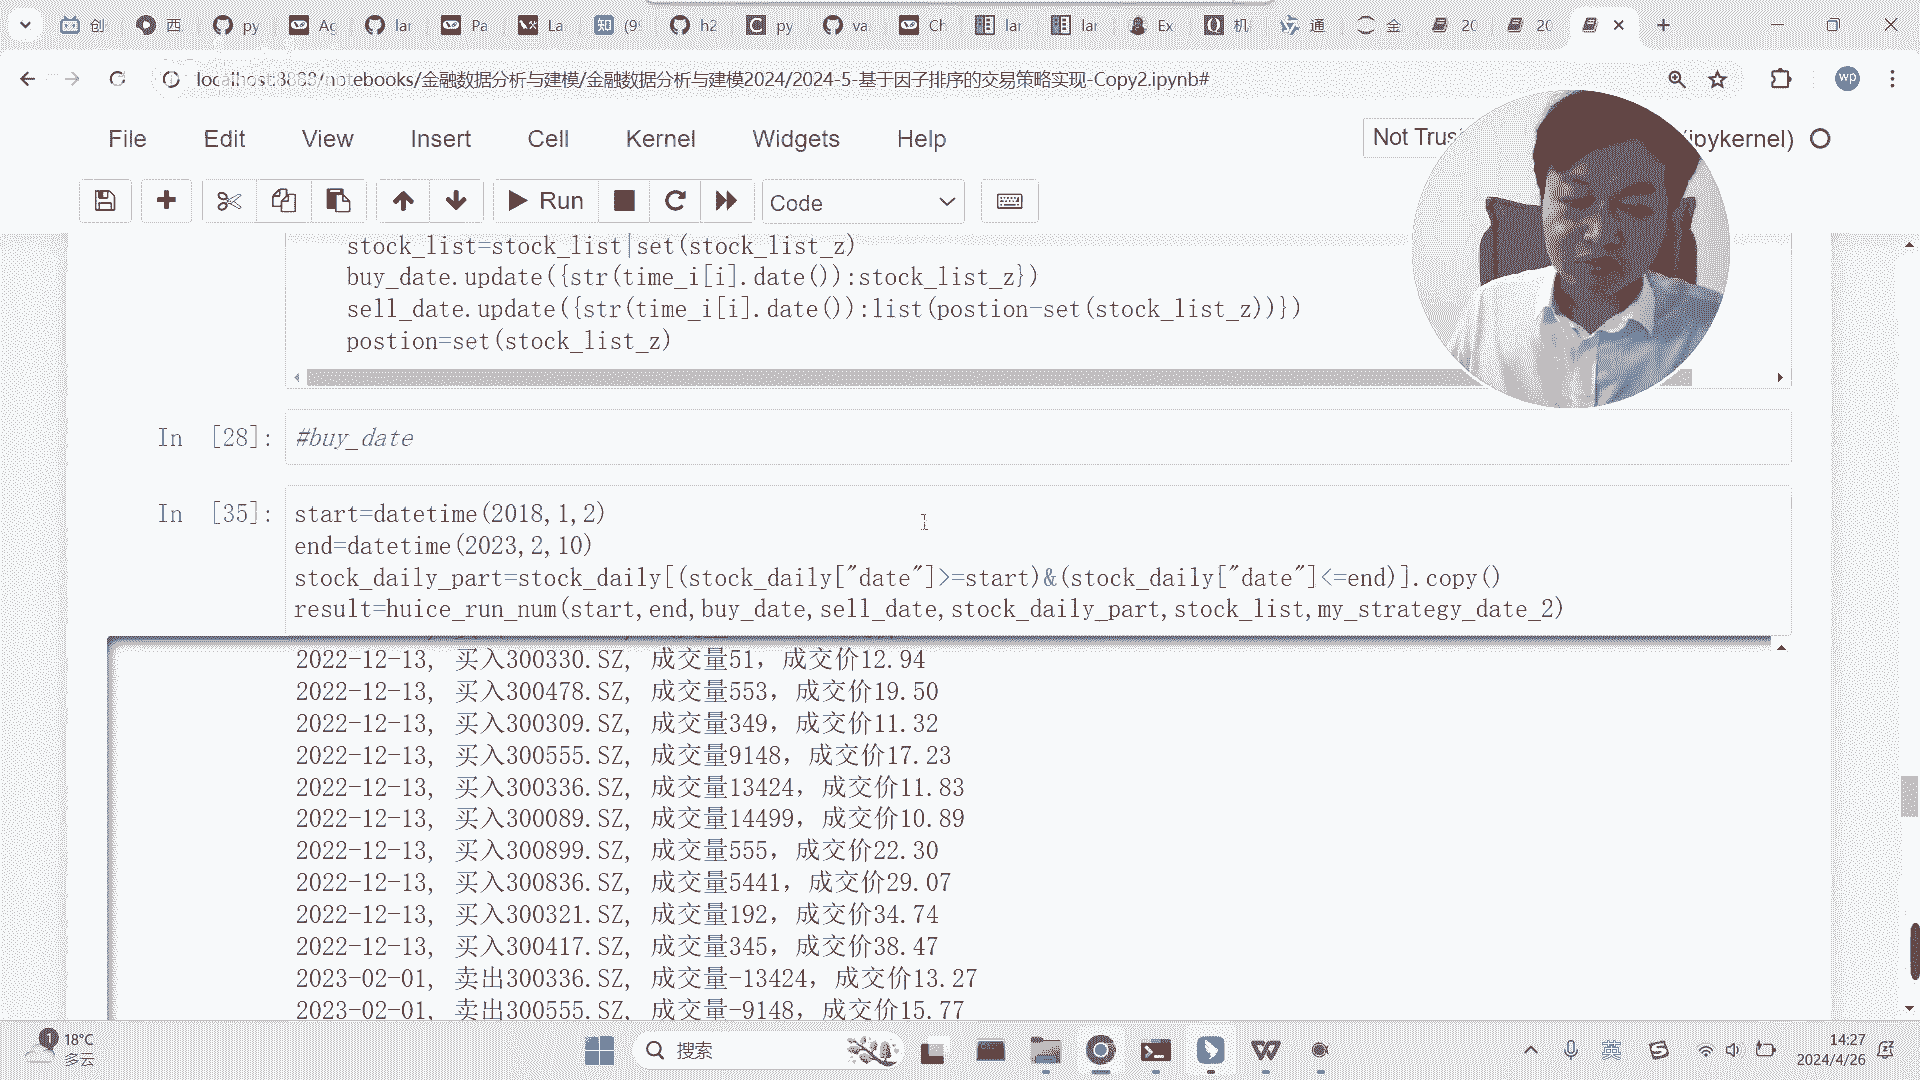 创 西 py Ag lar Pa La (9 h2 py va Ch lar lar Ex 机 通 金 20 20
localhost:8888/notebooks/金融数据分析与建模/金融数据分析与建模2024/2024-5-基于因子排序的交易策略实现-Copy2.ipynb#
wp
File Edit View Insert Cell Kernel Widgets Help
Not Trus
(ipykernel)
Run
Code
stock_list=stock_list|set(stock_list_z)
buy_date.update({str(time_i[i].date()):stock_list_z})
sell_date.update({str(time_i[i].date()):list(postion-set(stock_list_z))})
postion=set(stock_list_z)
In [28]: #buy_date
In [35]: start=datetime(2018,1,2)
end=datetime(2023,2,10)
stock_daily_part=stock_daily[(stock_daily["date"]>=start)&(stock_daily["date"]<=end)].copy()
result=huice_run_num(start,end,buy_date,sell_date,stock_daily_part,stock_list,my_strategy_date_2)
2022-12-13, 买入300330.SZ, 成交量51, 成交价12.94
2022-12-13, 买入300478.SZ, 成交量553, 成交价19.50
2022-12-13, 买入300309.SZ, 成交量349, 成交价11.32
2022-12-13, 买入300555.SZ, 成交量9148, 成交价17.23
2022-12-13, 买入300336.SZ, 成交量13424, 成交价11.83
2022-12-13, 买入300089.SZ, 成交量14499, 成交价10.89
2022-12-13, 买入300899.SZ, 成交量555, 成交价22.30
2022-12-13, 买入300836.SZ, 成交量5441, 成交价29.07
2022-12-13, 买入300321.SZ, 成交量192, 成交价34.74
2022-12-13, 买入300417.SZ, 成交量345, 成交价38.47
2023-02-01, 卖出300336.SZ, 成交量-13424, 成交价13.27
2023-02-01, 卖出300555.SZ, 成交量-9148, 成交价15.77
1
18°C
多云
搜索
英
14:27
2024/4/26